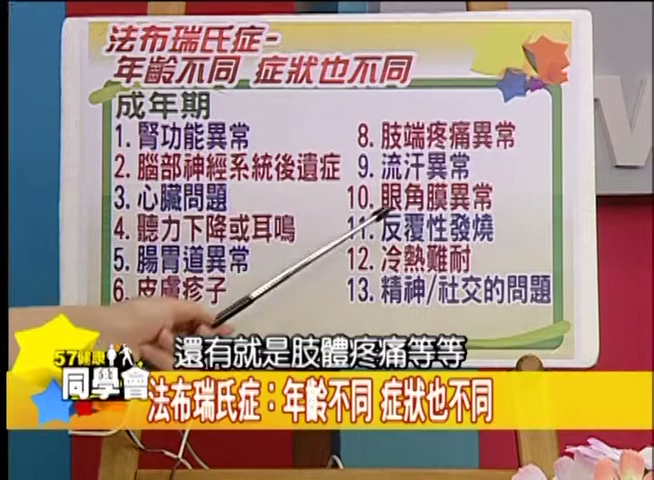 法布瑞氏症-
年齡不同 症狀也不同
成年期
1. 腎功能異常
2. 腦部神經系統後遺症
3. 心臟問題
4. 聽力下降或耳鳴
5. 腸胃道異常
6. 皮膚疹子
8. 肢端疼痛異常
9. 流汗異常
10. 眼角膜異常
11. 反覆性發燒
12. 冷熱難耐
13. 精神/社交的問題
還有就是肢體疼痛等等
57健康
同學會
法布瑞氏症：年齡不同 症狀也不同